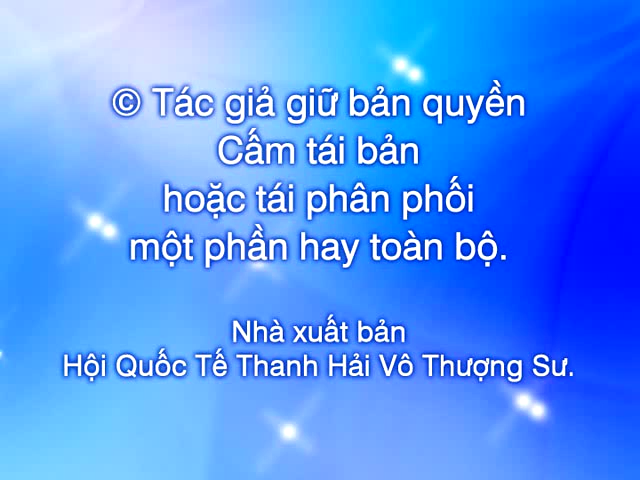 © Tác giả giữ bản quyền
Cấm tái bản
hoặc tái phân phối
một phần hay toàn bộ.
Nhà xuất bản
Hội Quốc Tế Thanh Hải Vô Thượng Sư.